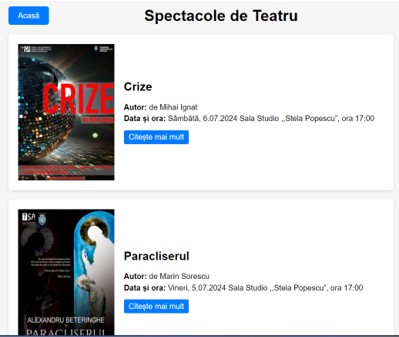 Acasă
Spectacole de Teatru
CRIZE
Crize
Autor: de Mihai Ignat
Data și ora: Sâmbătă, 6.07.2024 Sala Studio ,,Stela Popescu”, ora 17:00
Citește mai mult
TSA
ALEXANDRU BETERINGHE
PARACLISERUL
Paracliserul
Autor: de Marin Sorescu
Data și ora: Vineri, 5.07.2024 Sala Studio ,,Stela Popescu”, ora 17:00
Citește mai mult